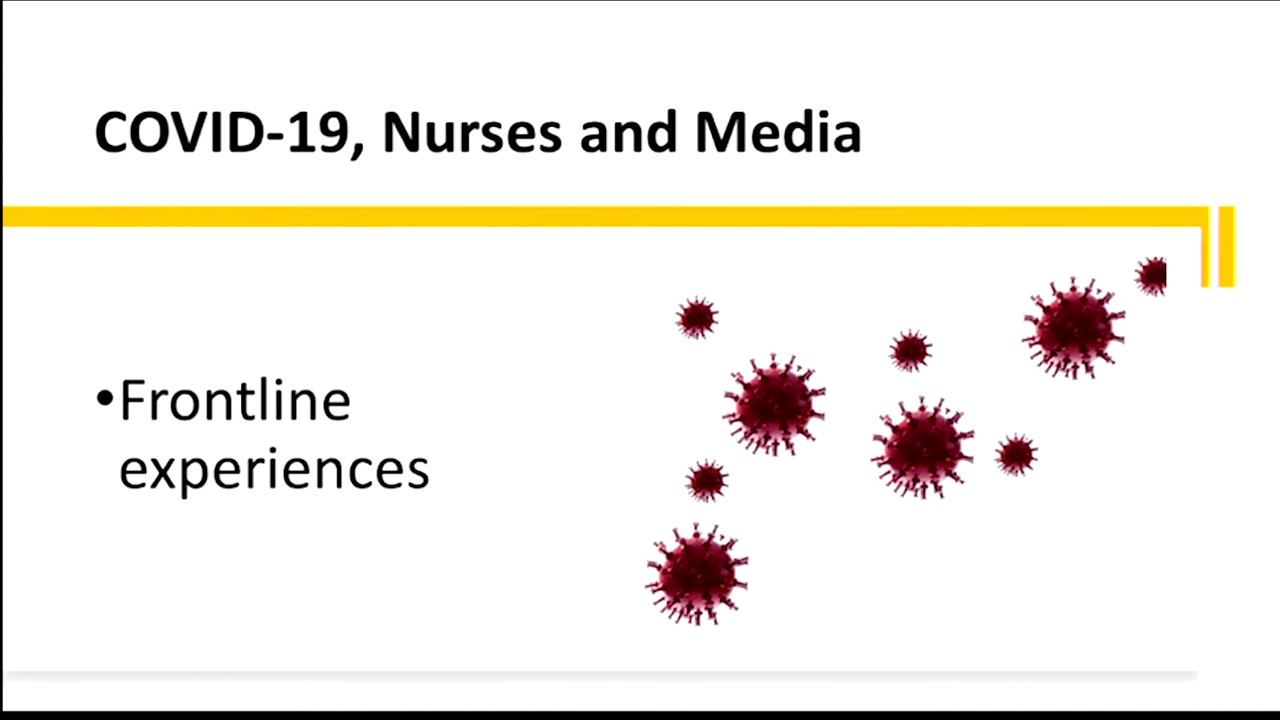 COVID-19, Nurses and Media
•Frontline
experiences